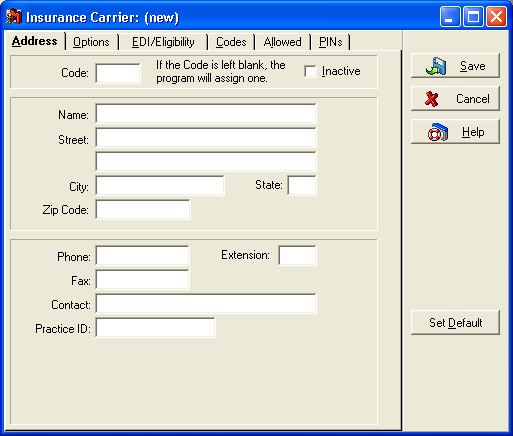 Insurance Carrier: (new)
Address Options EDI/Eligibility Codes Allowed PINs
Code:
If the Code is left blank, the
program will assign one.
Inactive
Name:
Street:
City:
State:
Zip Code:
Phone:
Extension:
Fax:
Contact:
Practice ID:
Save
Cancel
Help
Set Default